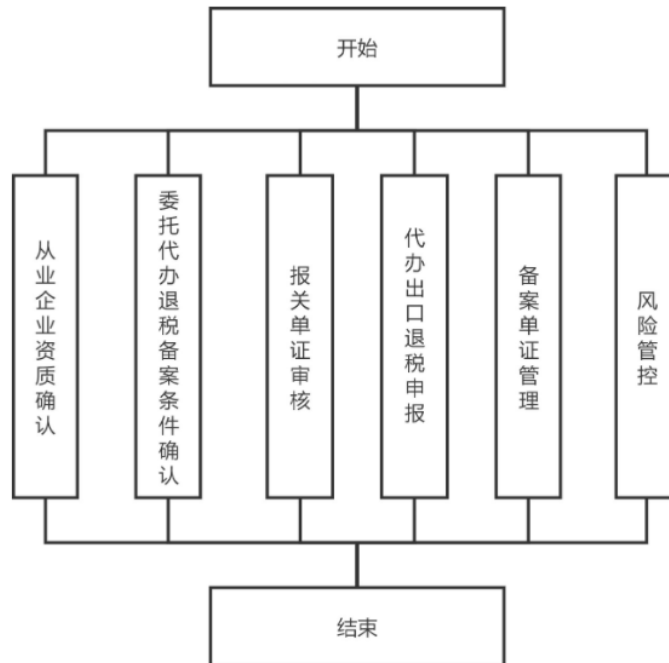 开始
从业企业资质确认
委托代办退税备案条件确认
报关单证审核
代办出口退税申报
备案单证管理
风险管控
结束